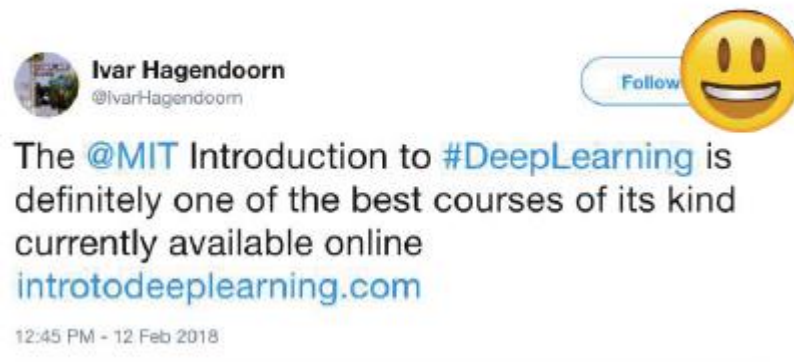 Ivar Hagendoorn
@IvarHagendoorn
Follow
The @MIT Introduction to #DeepLearning is
definitely one of the best courses of its kind
currently available online
introtodeeplearning.com
12:45 PM - 12 Feb 2018